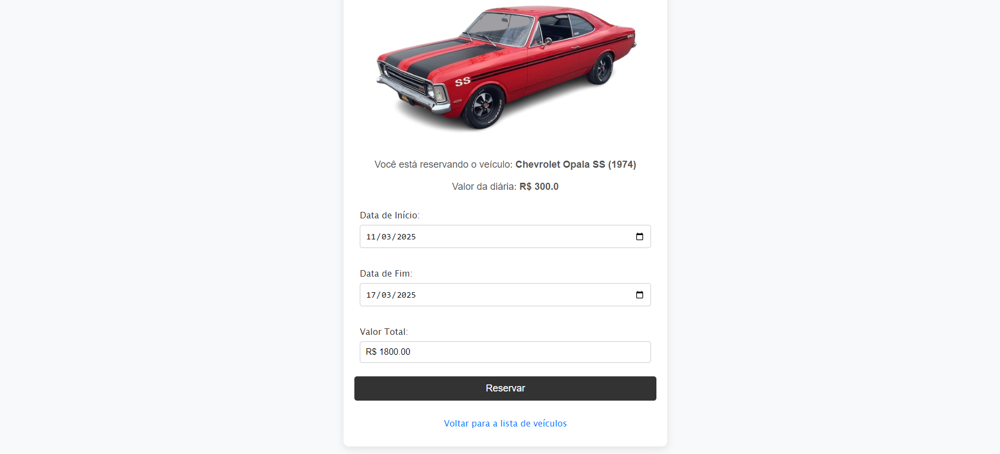 OPALA
SS
Você está reservando o veículo: Chevrolet Opala SS (1974)
Valor da diária: R$ 300.0
Data de Início:
11/03/2025
Data de Fim:
17/03/2025
Valor Total:
R$ 1800.00
Reservar
Voltar para a lista de veículos